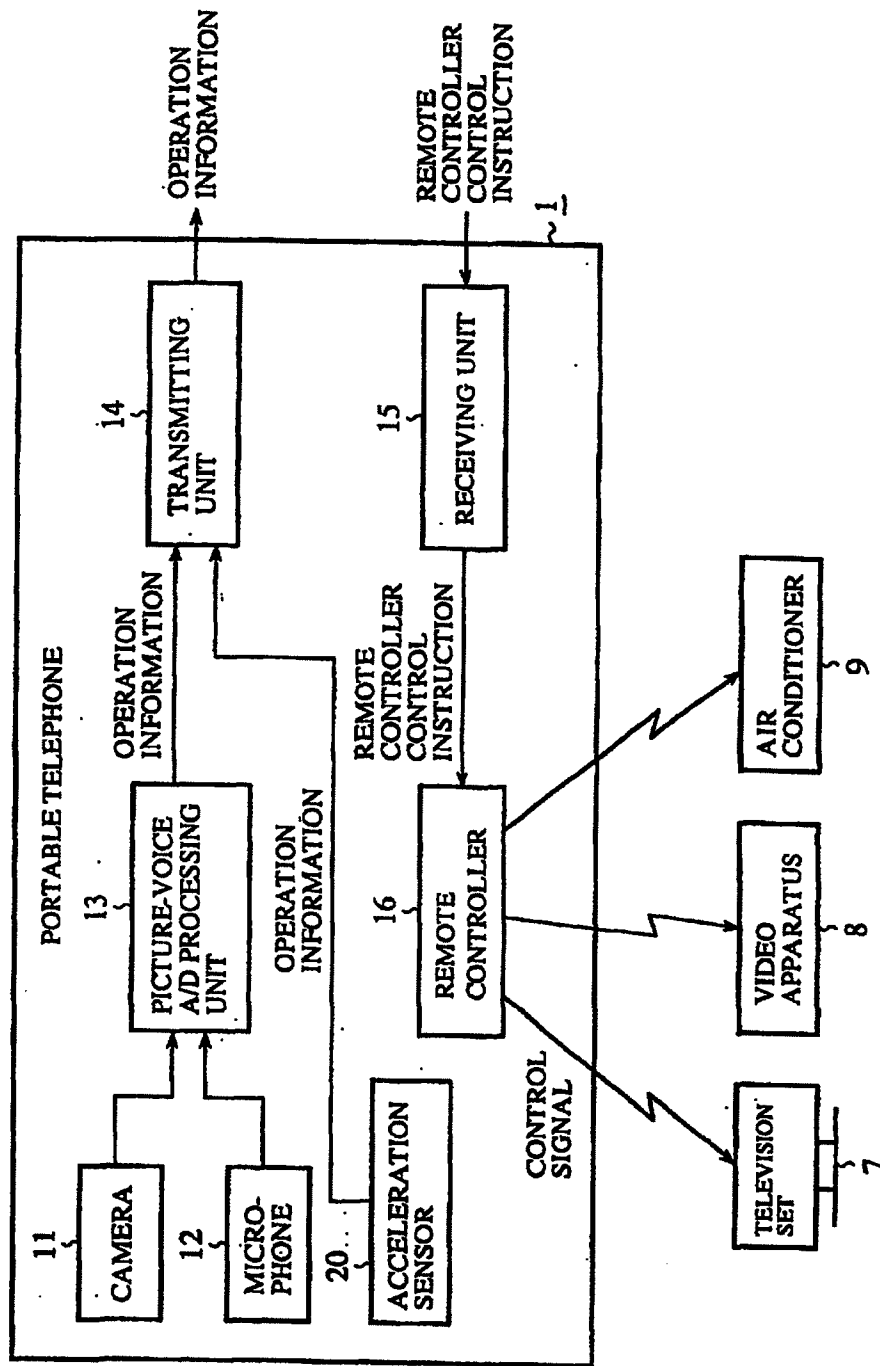 PORTABLE TELEPHONE
11
CAMERA
12
MICRO-
PHONE
13
PICTURE-VOICE
A/D PROCESSING
UNIT
OPERATION
INFORMATION
14
TRANSMITTING
UNIT
OPERATION
INFORMATION
20
ACCELERATION
SENSOR
OPERATION
INFORMATION
16
REMOTE
CONTROLLER
REMOTE
CONTROLLER
CONTROL
INSTRUCTION
15
RECEIVING UNIT
REMOTE
CONTROLLER
CONTROL
INSTRUCTION
1
CONTROL
SIGNAL
TELEVISION
SET
7
VIDEO
APPARATUS
8
AIR
CONDITIONER
9